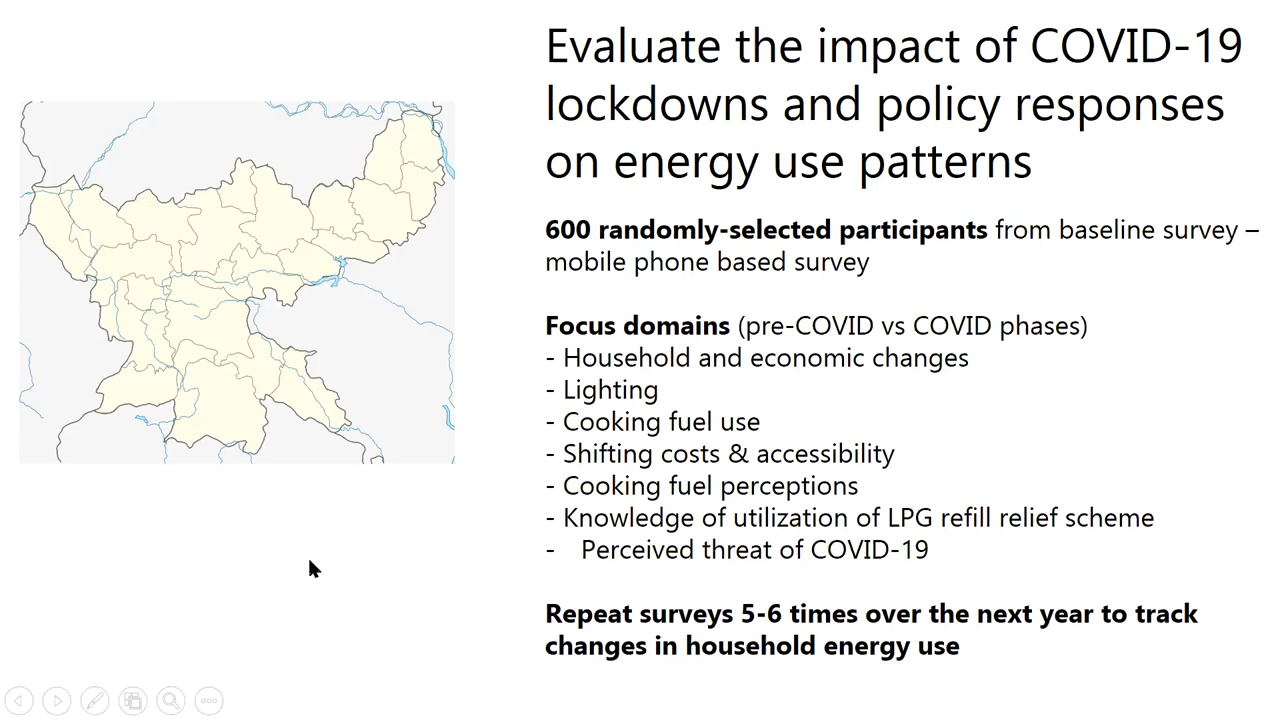 Evaluate the impact of COVID-19
lockdowns and policy responses
on energy use patterns
600 randomly-selected participants from baseline survey –
mobile phone based survey
Focus domains (pre-COVID vs COVID phases)
- Household and economic changes
- Lighting
- Cooking fuel use
- Shifting costs & accessibility
- Cooking fuel perceptions
- Knowledge of utilization of LPG refill relief scheme
- Perceived threat of COVID-19
Repeat surveys 5-6 times over the next year to track
changes in household energy use